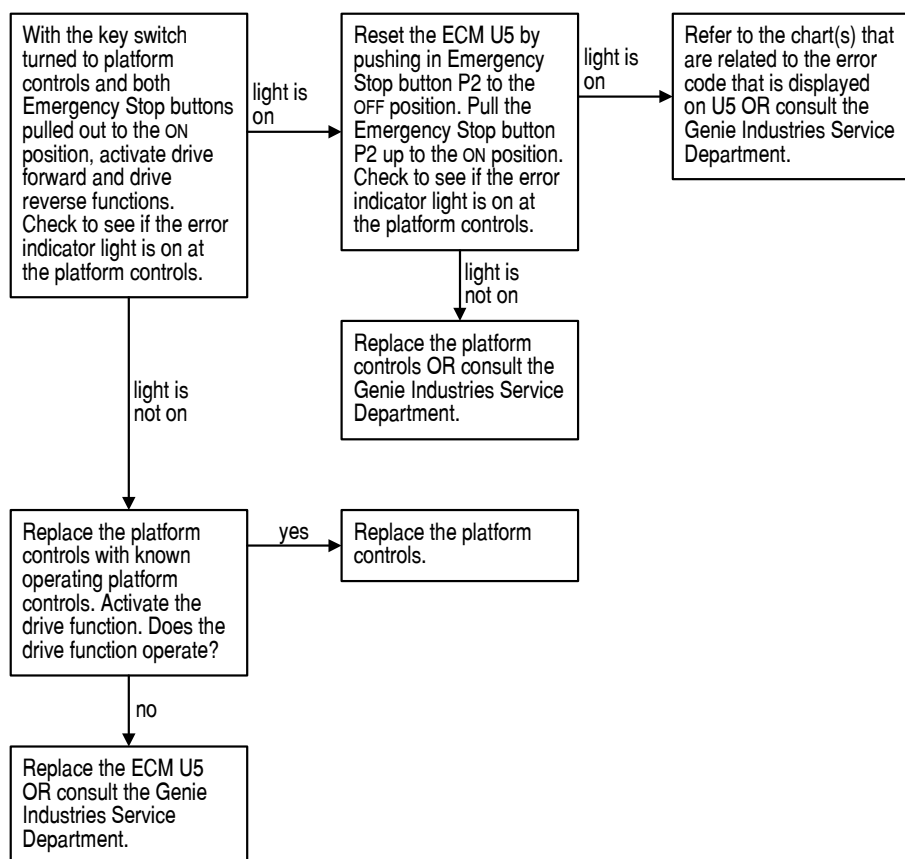 With the key switch
turned to platform
controls and both
Emergency Stop buttons
pulled out to the ON
position, activate drive
forward and drive
reverse functions.
Check to see if the error
indicator light is on at
the platform controls.
light is
on
Reset the ECM U5 by
pushing in Emergency
Stop button P2 to the
OFF position. Pull the
Emergency Stop button
P2 up to the ON position.
Check to see if the error
indicator light is on at
the platform controls.
light is
on
Refer to the chart(s) that
are related to the error
code that is displayed
on U5 OR consult the
Genie Industries Service
Department.
light is
not on
Replace the platform
controls OR consult the
Genie Industries Service
Department.
light is
not on
Replace the platform
controls with known
operating platform
controls. Activate the
drive function. Does the
drive function operate?
yes
Replace the platform
controls.
no
Replace the ECM U5
OR consult the Genie
Industries Service
Department.